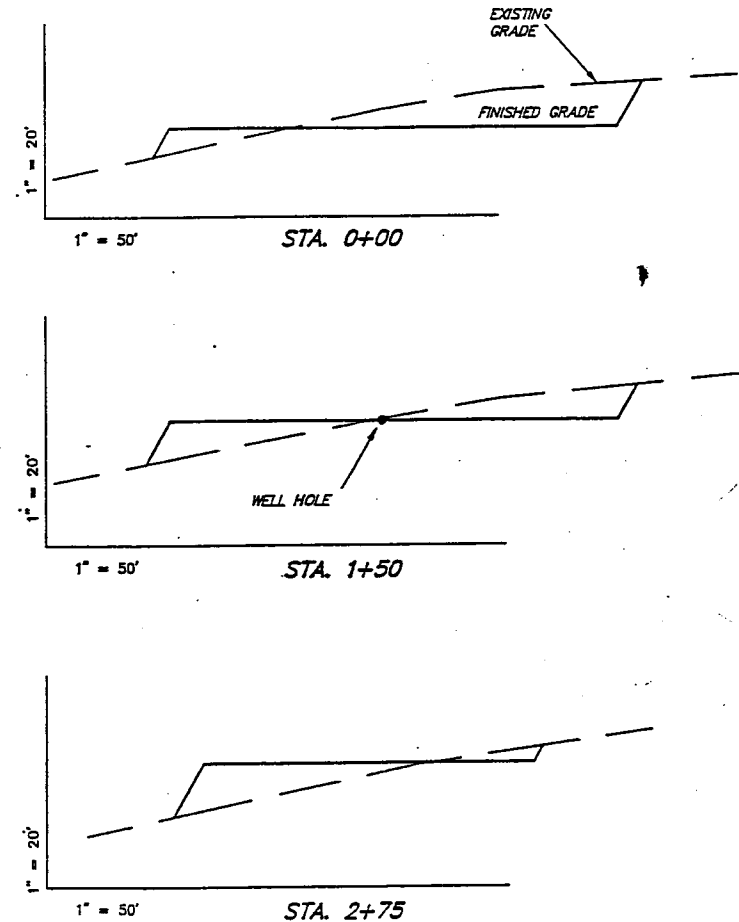 EXISTING
GRADE
FINISHED GRADE
1" = 20'
1" = 50'
STA. 0+00
1" = 20'
WELL HOLE
1" = 50'
STA. 1+50
1" = 20'
1" = 50'
STA. 2+75